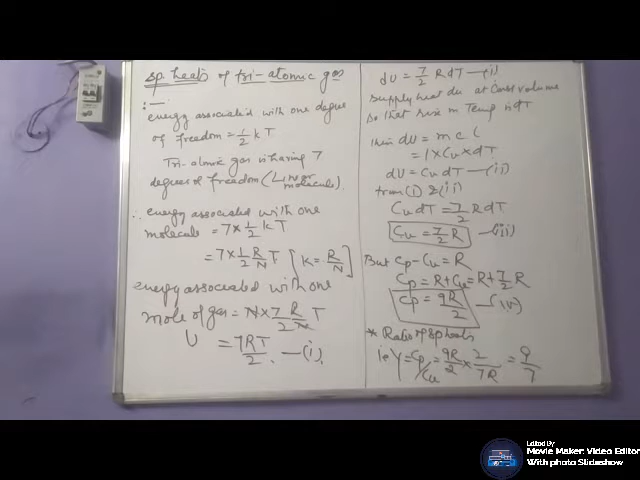 sp. heats of tri-atomic gas
:—
energy associated with one degree
of freedom = 1/2 kT
Tri-atomic gas is having 7
degrees of freedom (Linear molecule).
∴ energy associated with one
molecule = 7 × 1/2 kT
= 7 × 1/2 R/N T [K = R/N]
energy associated with one
mole of gas = N × 7/2 R/N T
U = 7RT/2. —(i).
dU = 7/2 R dT —(i)
supply heat du at const volume
so that rise in Temp is dT
then dU = m c (
= 1 × Cv × dT
dU = Cv dT —(ii)
from (i) & (ii)
Cv dT = 7/2 R dT
Cv = 7/2 R —(iii)
But Cp - Cv = R
Cp = R + Cv = R + 7/2 R
Cp = 9R/2 —(iv)
* Ratio of sp heats
ie γ = Cp/Cv = 9R/2 × 2/7R = 9/7
Edited By
Movie Maker: Video Editor
With photo Slideshow